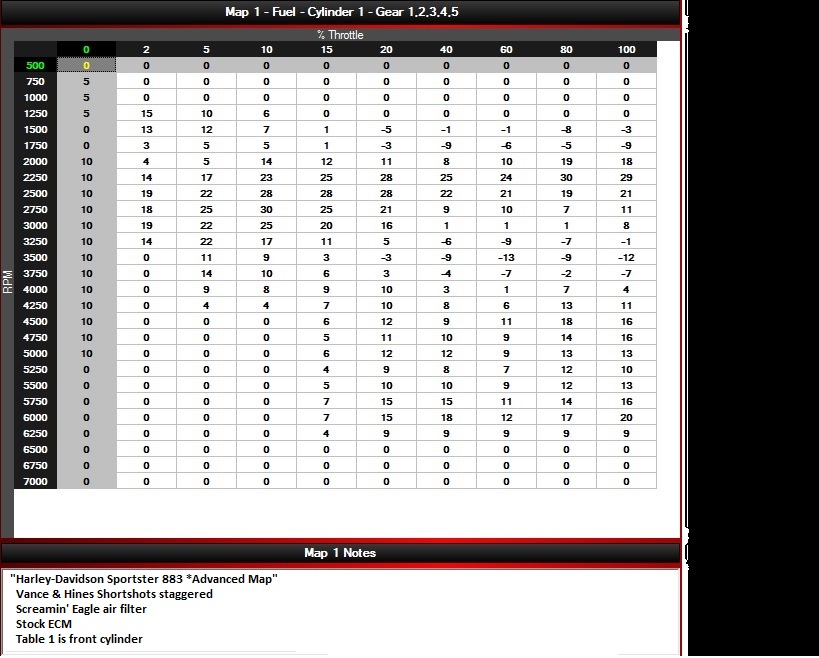 Map 1 - Fuel - Cylinder 1 - Gear 1,2,3,4,5
% Throttle
0 2 5 10 15 20 40 60 80 100
RPM
500 0 0 0 0 0 0 0 0 0 0
750 5 0 0 0 0 0 0 0 0 0
1000 5 0 0 0 0 0 0 0 0 0
1250 5 15 10 6 0 0 0 0 0 0
1500 0 13 12 7 1 -5 -1 -1 -8 -3
1750 0 3 5 5 1 -3 -9 -6 -5 -9
2000 10 4 5 14 12 11 8 10 19 18
2250 10 14 17 23 25 28 25 24 30 29
2500 10 19 22 28 28 28 22 21 19 21
2750 10 18 25 30 25 21 9 10 7 11
3000 10 19 22 25 20 16 1 1 1 8
3250 10 14 22 17 11 5 -6 -9 -7 -1
3500 10 0 11 9 3 -3 -9 -13 -9 -12
3750 10 0 14 10 6 3 -4 -7 -2 -7
4000 10 0 9 8 9 10 3 1 7 4
4250 10 0 4 4 7 10 8 6 13 11
4500 10 0 0 0 6 12 9 11 18 16
4750 10 0 0 0 5 11 10 9 14 16
5000 10 0 0 0 6 12 12 9 13 13
5250 0 0 0 0 4 9 8 7 12 10
5500 0 0 0 0 5 10 10 9 12 13
5750 0 0 0 0 7 15 15 11 14 16
6000 0 0 0 0 7 15 18 12 17 20
6250 0 0 0 0 4 9 9 9 9 9
6500 0 0 0 0 0 0 0 0 0 0
6750 0 0 0 0 0 0 0 0 0 0
7000 0 0 0 0 0 0 0 0 0 0
Map 1 Notes
"Harley-Davidson Sportster 883 *Advanced Map"
Vance & Hines Shortshots staggered
Screamin' Eagle air filter
Stock ECM
Table 1 is front cylinder